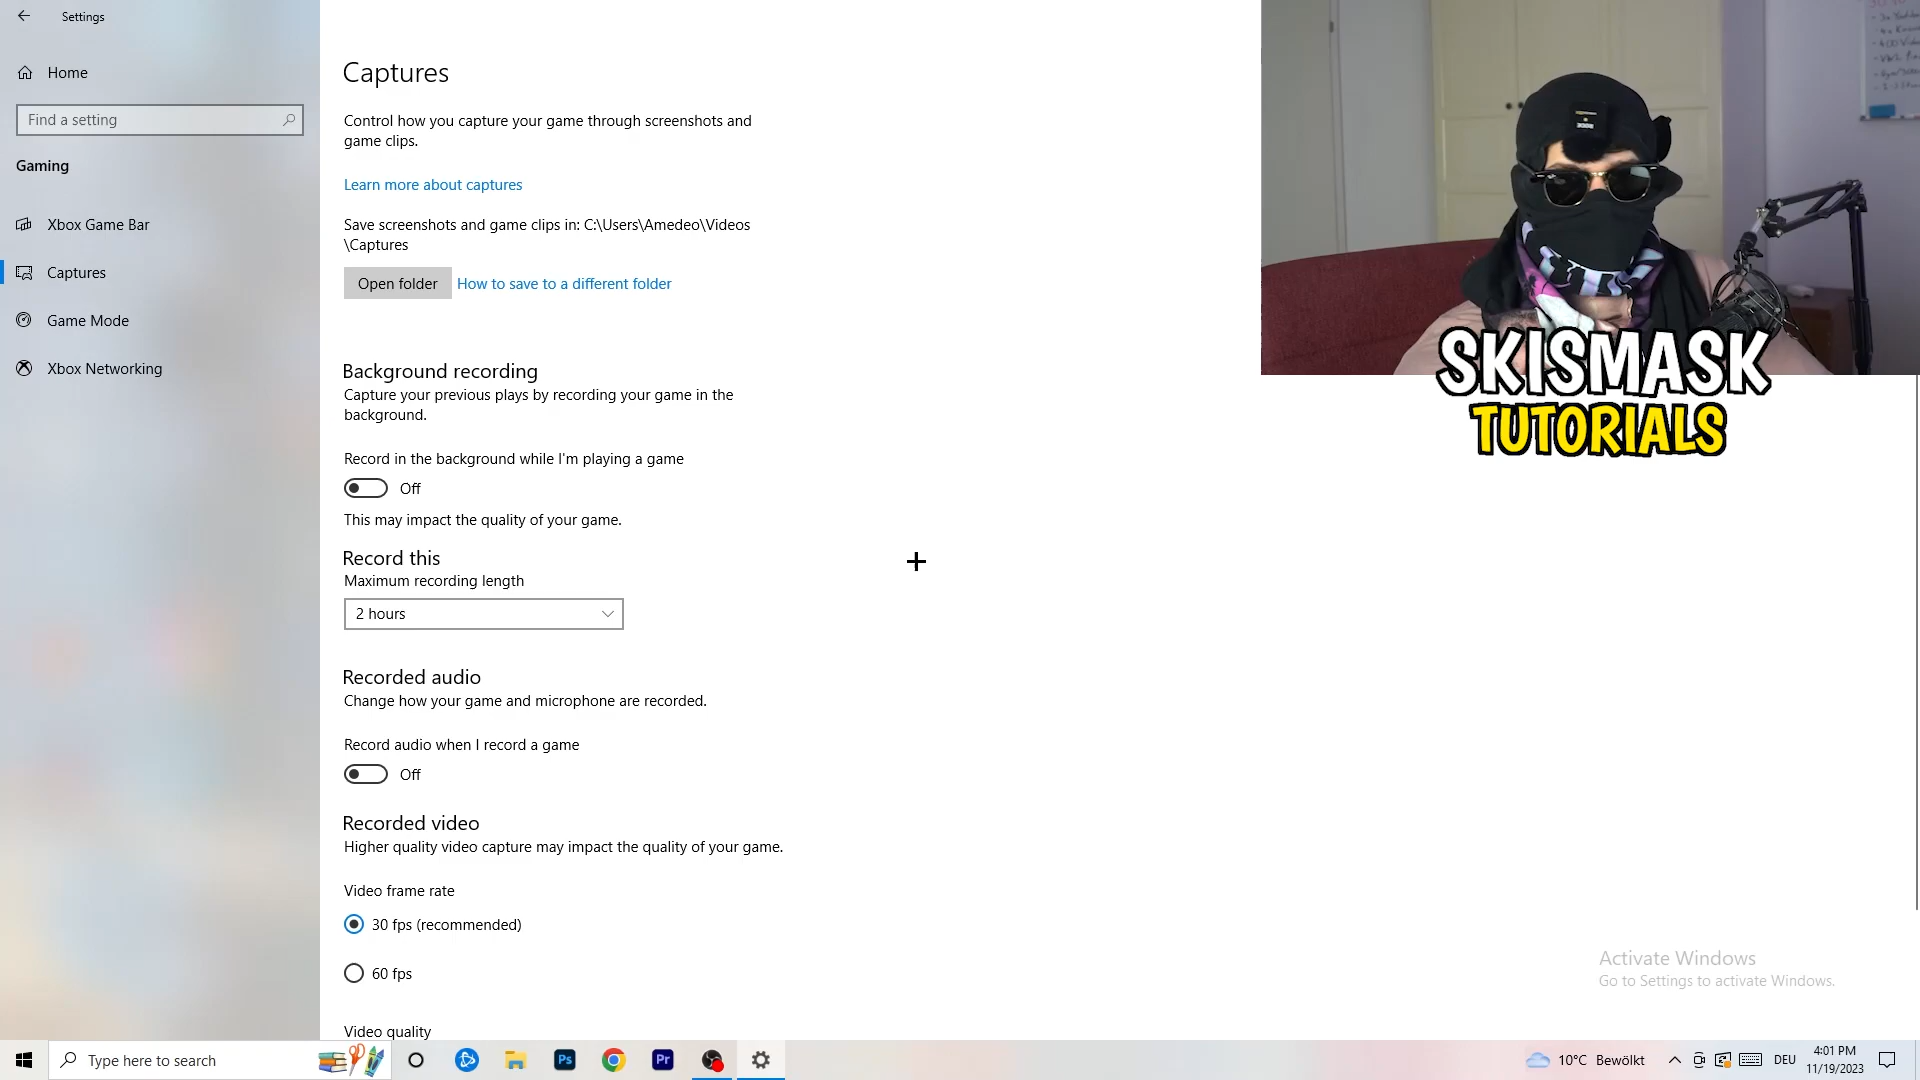 Settings
Home
Find a setting
Gaming
Xbox Game Bar
Captures
Game Mode
Xbox Networking
Captures
Control how you capture your game through screenshots and
game clips.
Learn more about captures
Save screenshots and game clips in: C:\Users\Amedeo\Videos
\Captures
Open folder
How to save to a different folder
Background recording
Capture your previous plays by recording your game in the
background.
Record in the background while I'm playing a game
Off
This may impact the quality of your game.
Record this
Maximum recording length
2 hours
Recorded audio
Change how your game and microphone are recorded.
Record audio when I record a game
Off
Recorded video
Higher quality video capture may impact the quality of your game.
Video frame rate
30 fps (recommended)
60 fps
Video quality
SKISMASK
TUTORIALS
Activate Windows
Go to Settings to activate Windows.
Type here to search
Ps
Pr
10°C Bewölkt
DEU
4:01 PM
11/19/2023